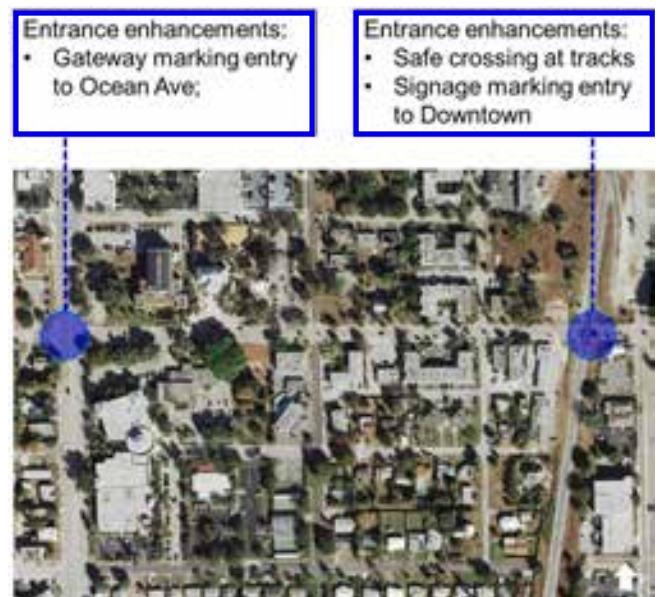 Entrance enhancements:
• Gateway marking entry
to Ocean Ave;
Entrance enhancements:
• Safe crossing at tracks
• Signage marking entry
to Downtown